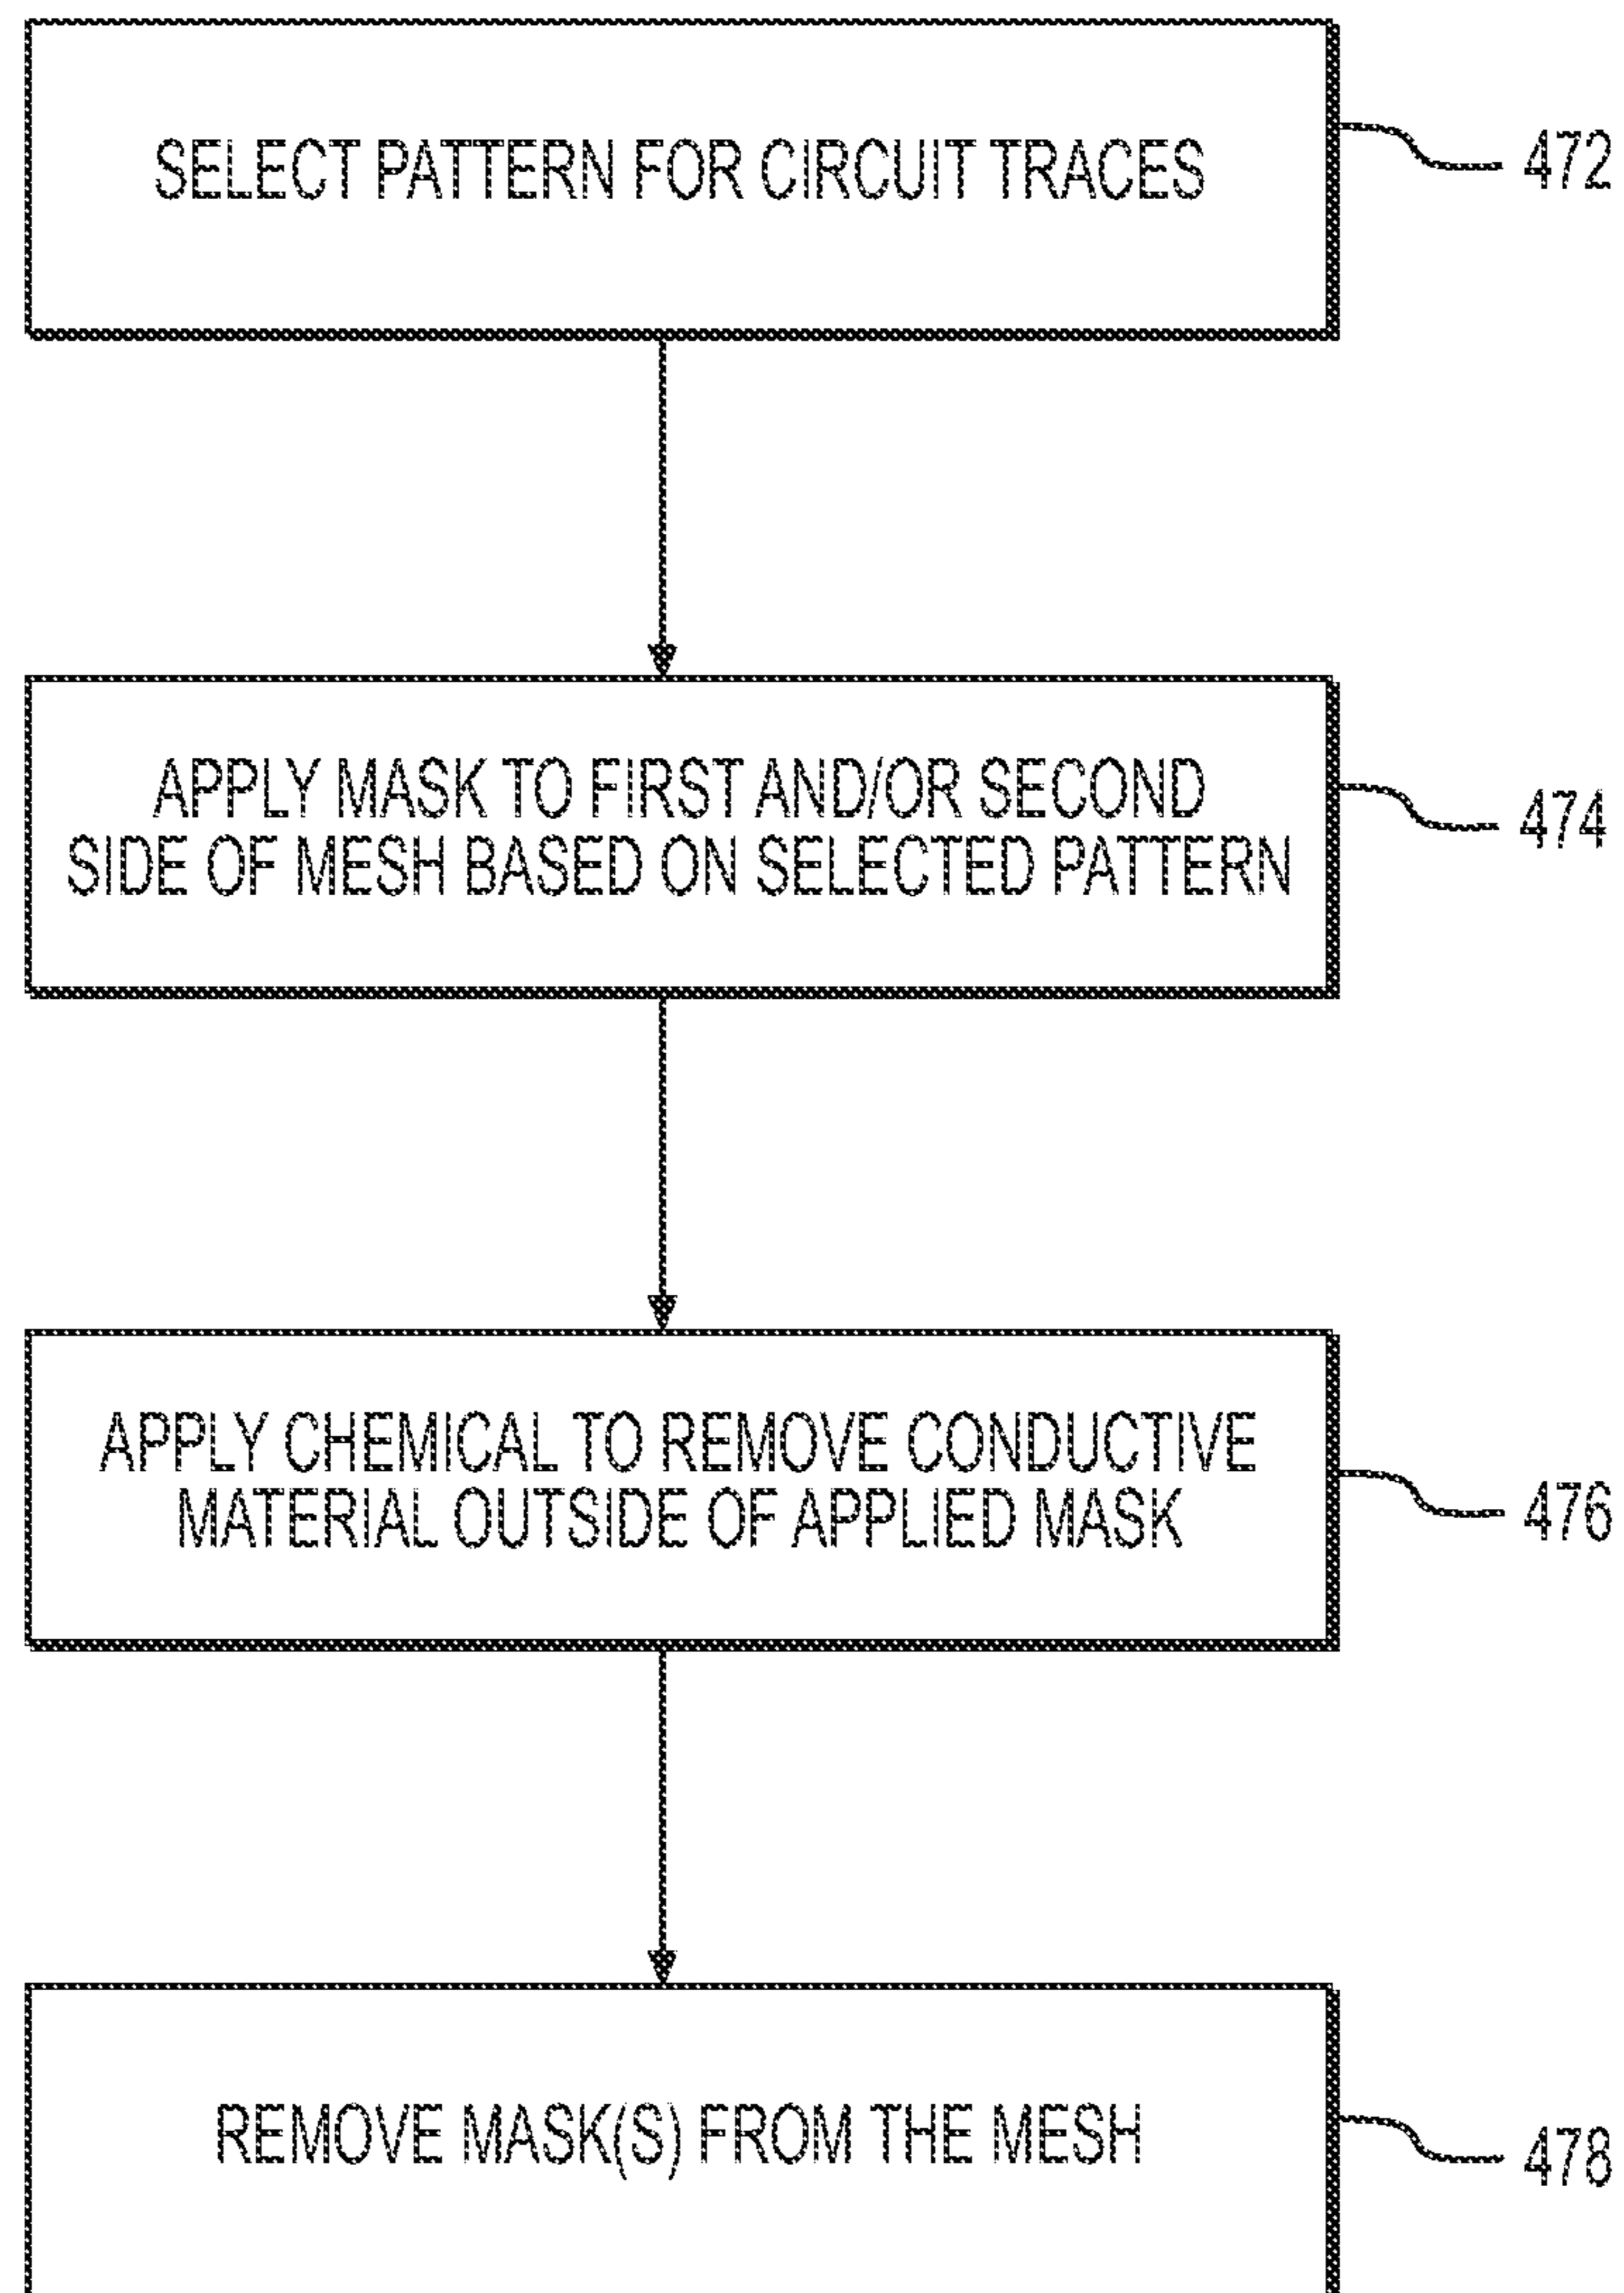 SELECT PATTERN FOR CIRCUIT TRACES
472
APPLY MASK TO FIRST AND/OR SECOND
SIDE OF MESH BASED ON SELECTED PATTERN
474
APPLY CHEMICAL TO REMOVE CONDUCTIVE
MATERIAL OUTSIDE OF APPLIED MASK
476
REMOVE MASK(S) FROM THE MESH
478